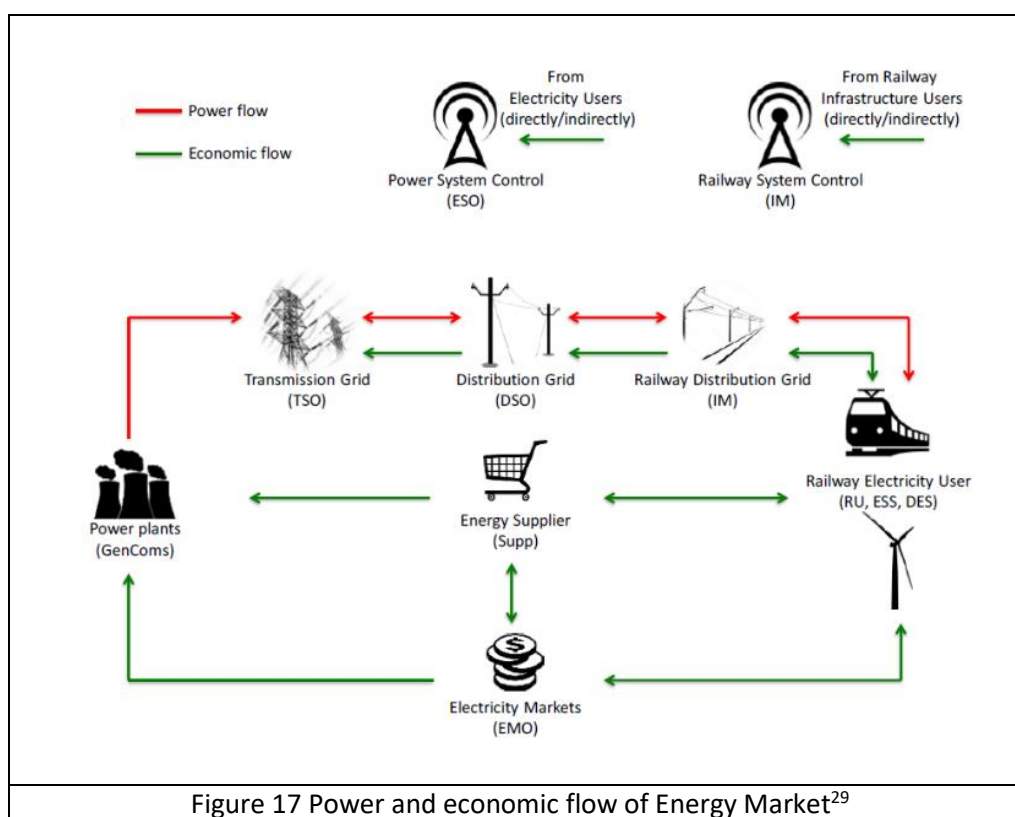 Power flow
Economic flow
From
Electricity Users
(directly/indirectly)
Power System Control
(ESO)
From Railway
Infrastructure Users
(directly/indirectly)
Railway System Control
(IM)
Transmission Grid
(TSO)
Distribution Grid
(DSO)
Railway Distribution Grid
(IM)
Railway Electricity User
(RU, ESS, DES)
Power plants
(GenComs)
Energy Supplier
(Supp)
$
Electricity Markets
(EMO)
Figure 17 Power and economic flow of Energy Market²⁹